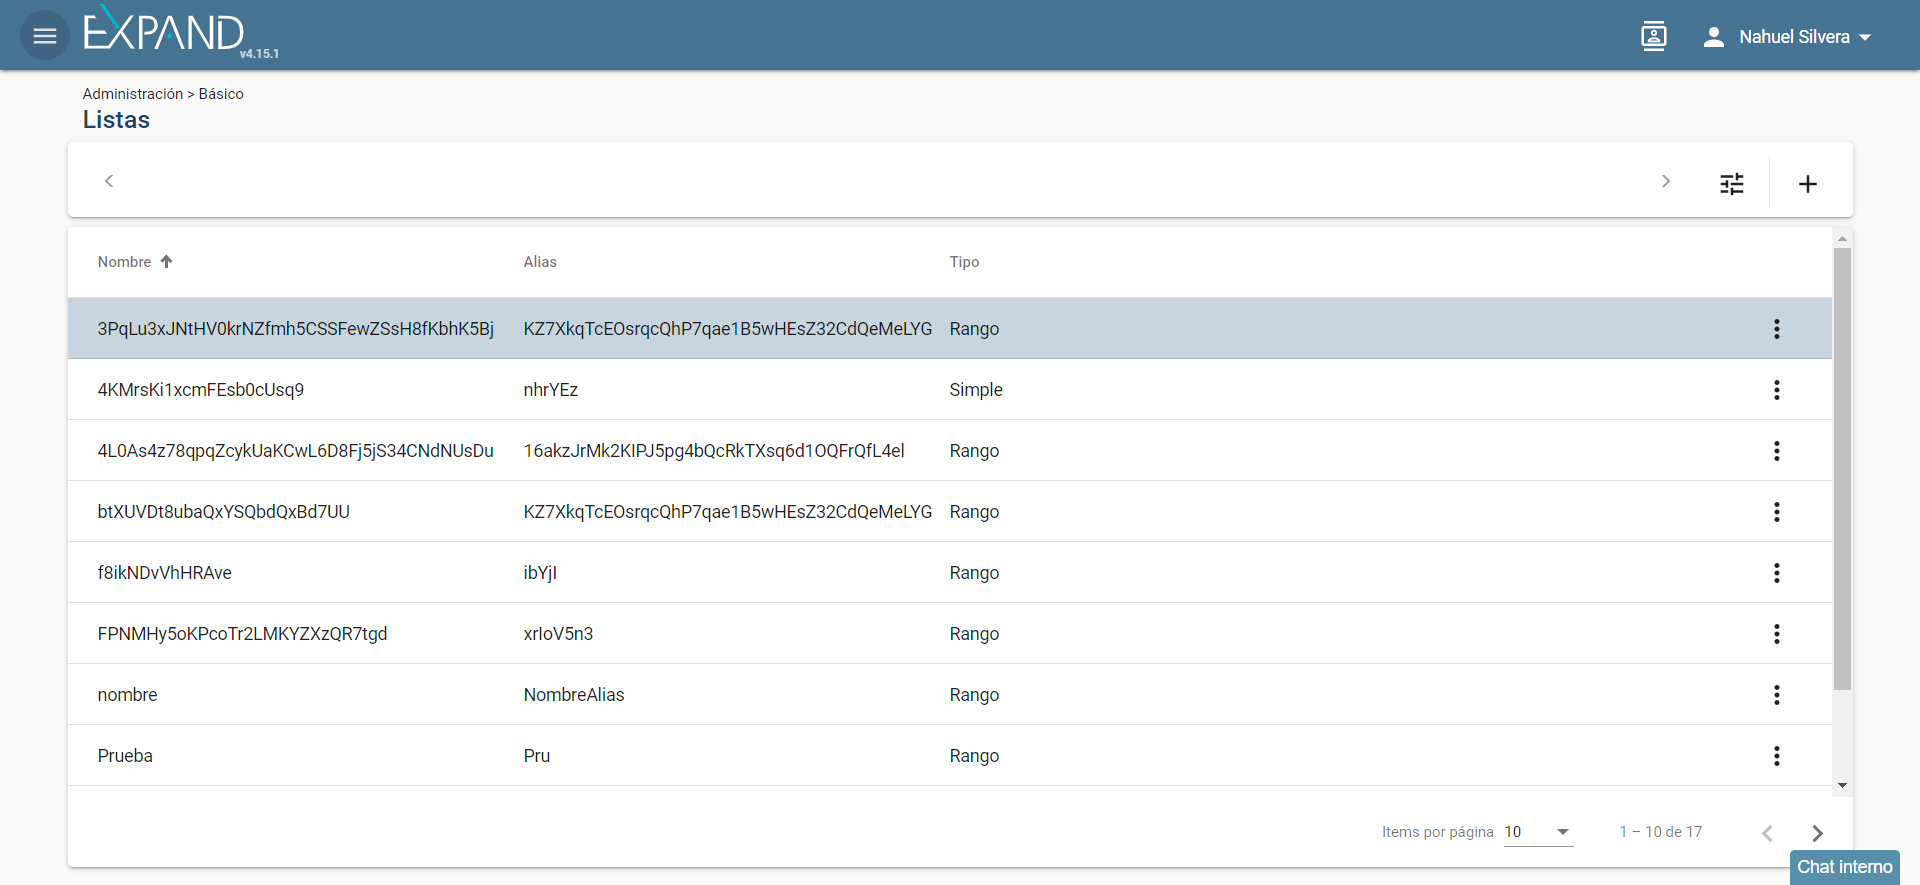 EXPAND
v4.15.1
Nahuel Silvera
Administración > Básico
Listas
Nombre Alias Tipo
3PqLu3xJNtHV0krNZfmh5CSSFewZSsH8fKbhK5Bj KZ7XkqTcEOsrqcQhP7qae1B5wHEsZ32CdQeMeLYG Rango
4KMrsKi1xcmFEsb0cUsq9 nhrYEz Simple
4L0As4z78qpqZcykUaKCwL6D8Fj5jS34CNdNUsDu 16akzJrMk2KIPJ5pg4bQcRkTXsq6d1OQFrQfL4el Rango
btXUVDt8ubaQxYSQbdQxBd7UU KZ7XkqTcEOsrqcQhP7qae1B5wHEsZ32CdQeMeLYG Rango
f8ikNDvVhHRAve ibYjI Rango
FPNMHy5oKPcoTr2LMKYZXzQR7tgd xrIoV5n3 Rango
nombre NombreAlias Rango
Prueba Pru Rango
Items por página 10 1 – 10 de 17
Chat interno